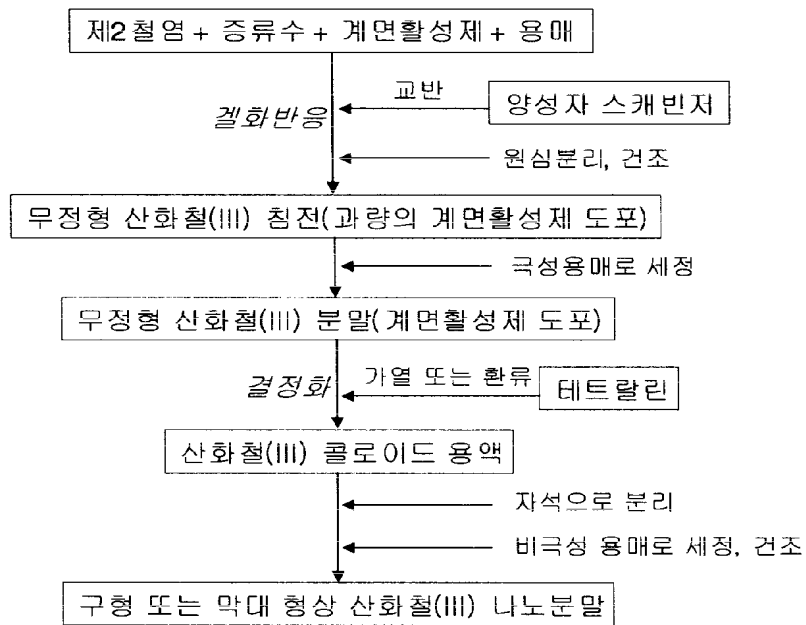 제2철염 + 증류수 + 계면활성제 + 용매
교반
양성자 스캐빈저
겔화반응
원심분리, 건조
무정형 산화철(III) 침전(과량의 계면활성제 도포)
극성용매로 세정
무정형 산화철(III) 분말(계면활성제 도포)
결정화
가열 또는 환류
테트랄린
산화철(III) 콜로이드 용액
자석으로 분리
비극성 용매로 세정, 건조
구형 또는 막대 형상 산화철(III) 나노분말